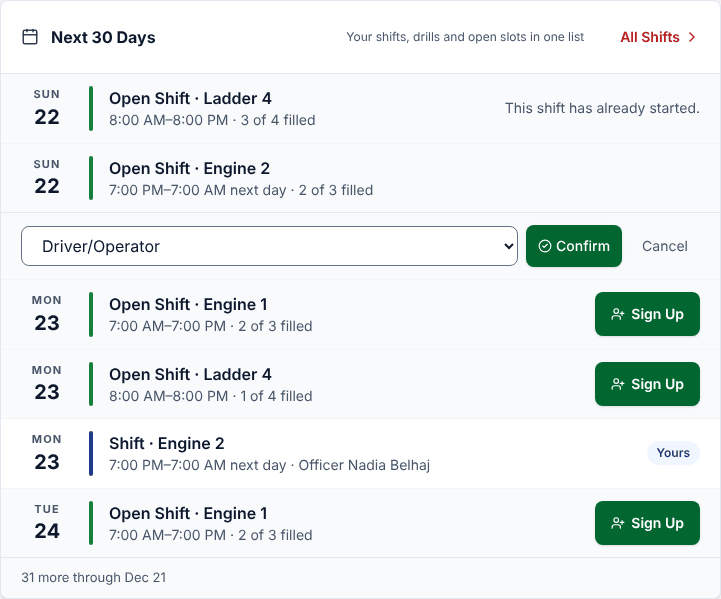 Next 30 Days
Your shifts, drills and open slots in one list
All Shifts
SUN
22
Open Shift · Ladder 4
8:00 AM–8:00 PM · 3 of 4 filled
This shift has already started.
SUN
22
Open Shift · Engine 2
7:00 PM–7:00 AM next day · 2 of 3 filled
Driver/Operator
Confirm
Cancel
MON
23
Open Shift · Engine 1
7:00 AM–7:00 PM · 2 of 3 filled
Sign Up
MON
23
Open Shift · Ladder 4
8:00 AM–8:00 PM · 1 of 4 filled
Sign Up
MON
23
Shift · Engine 2
7:00 PM–7:00 AM next day · Officer Nadia Belhaj
Yours
TUE
24
Open Shift · Engine 1
7:00 AM–7:00 PM · 2 of 3 filled
Sign Up
31 more through Dec 21